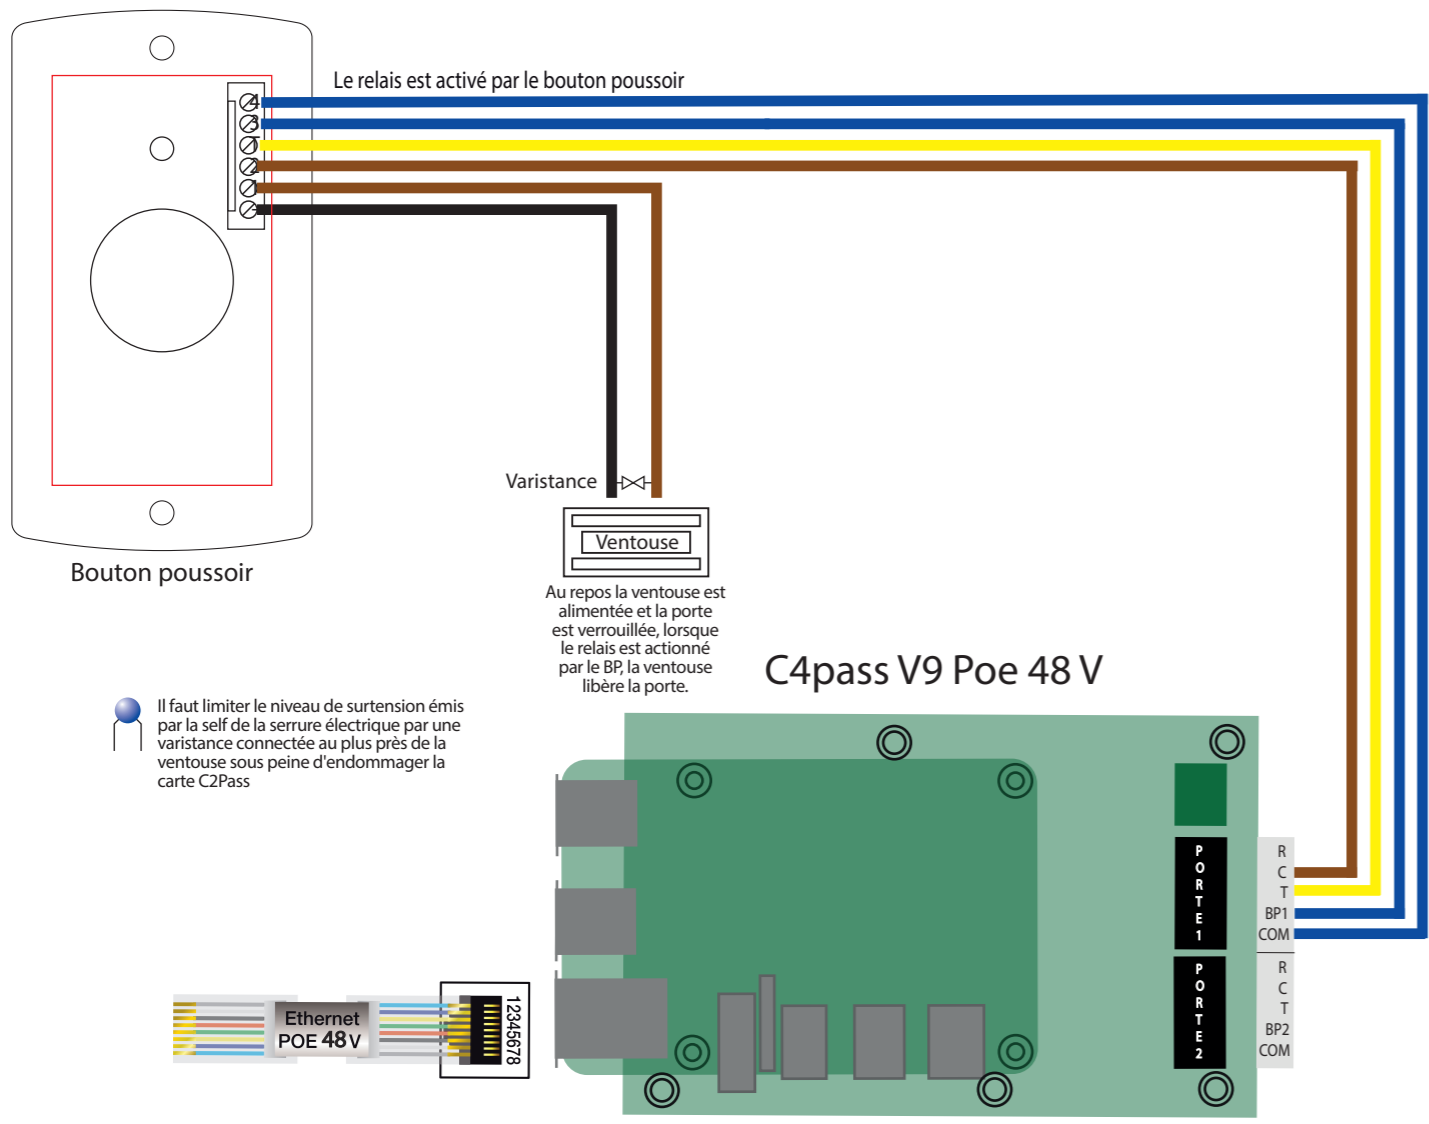 Le relais est activé par le bouton poussoir
4
3
T
2
1
Bouton poussoir
Varistance
Ventouse
Au repos la ventouse est
alimentée et la porte
est verrouillée, lorsque
le relais est actionné
par le BP, la ventouse
libère la porte.
C4pass V9 Poe 48 V
Il faut limiter le niveau de surtension émis
par la self de la serrure électrique par une
varistance connectée au plus près de la
ventouse sous peine d'endommager la
carte C2Pass
PORTE1
R
C
T
BP1
COM
PORTE2
R
C
T
BP2
COM
Ethernet
POE 48 V
12345678